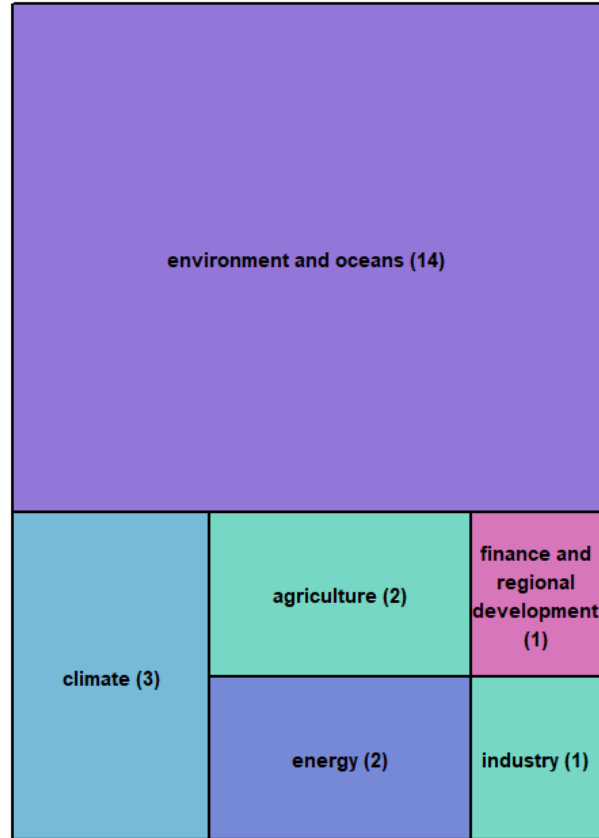 environment and oceans (14)
climate (3)
agriculture (2)
finance and
regional
development
(1)
energy (2)
industry (1)